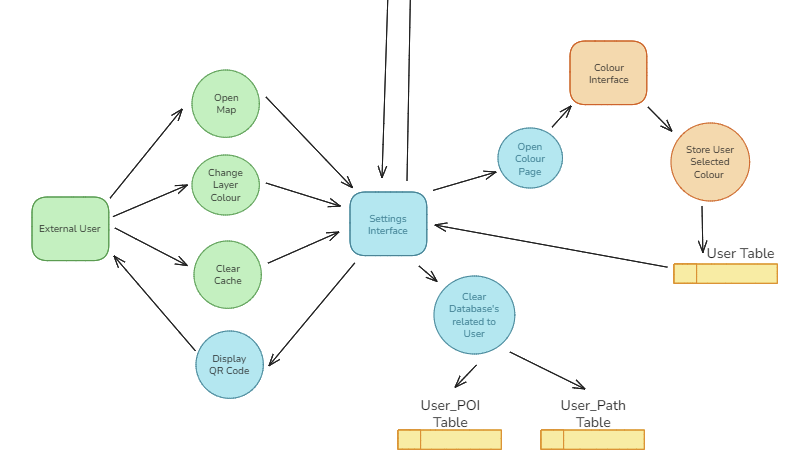 Open
Map
Change
Layer
Colour
External User
Clear
Cache
Display
QR Code
Settings
Interface
Open
Colour
Page
Colour
Interface
Store User
Selected
Colour
User Table
Clear
Database's
related to
User
User_POI
Table
User_Path
Table